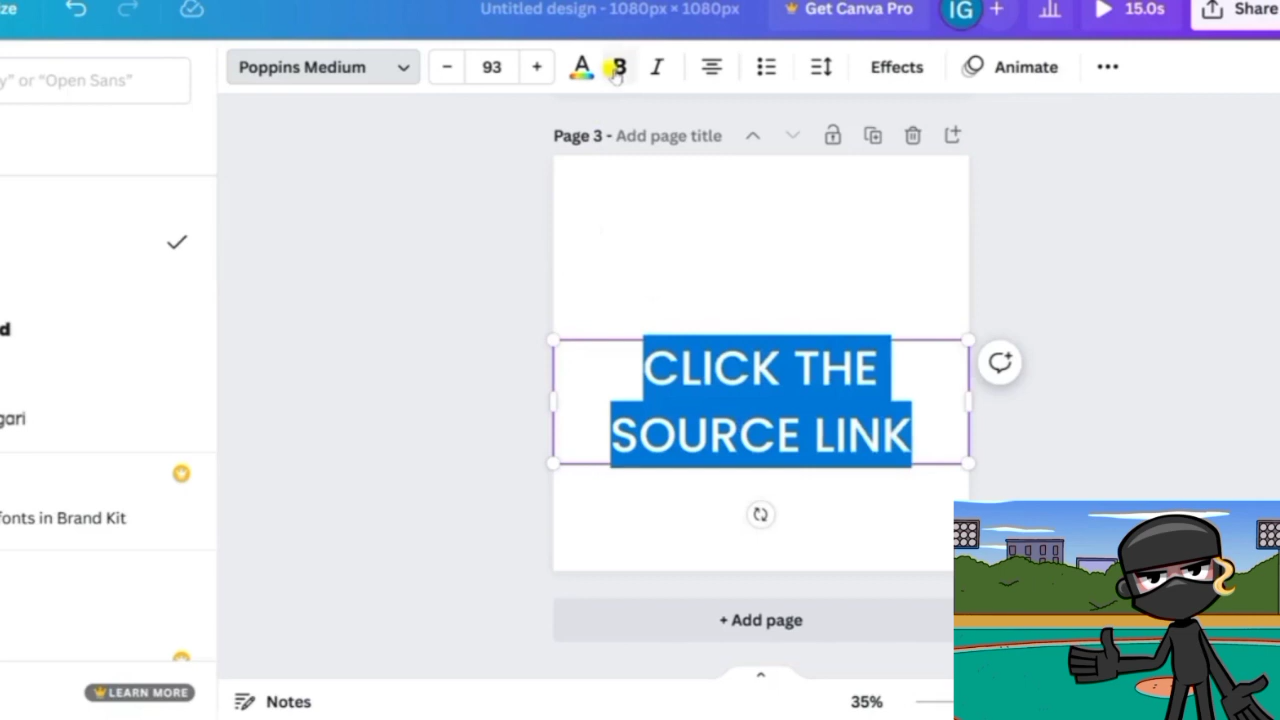 ze
Untitled design - 1080px × 1080px
Get Canva Pro
IG
+
15.0s
Share
y” or “Open Sans”
Poppins Medium
– 93 +
A B I
Effects
Animate
Page 3 - Add page title
d
gari
fonts in Brand Kit
LEARN MORE
CLICK THE
SOURCE LINK
+ Add page
Notes
35%